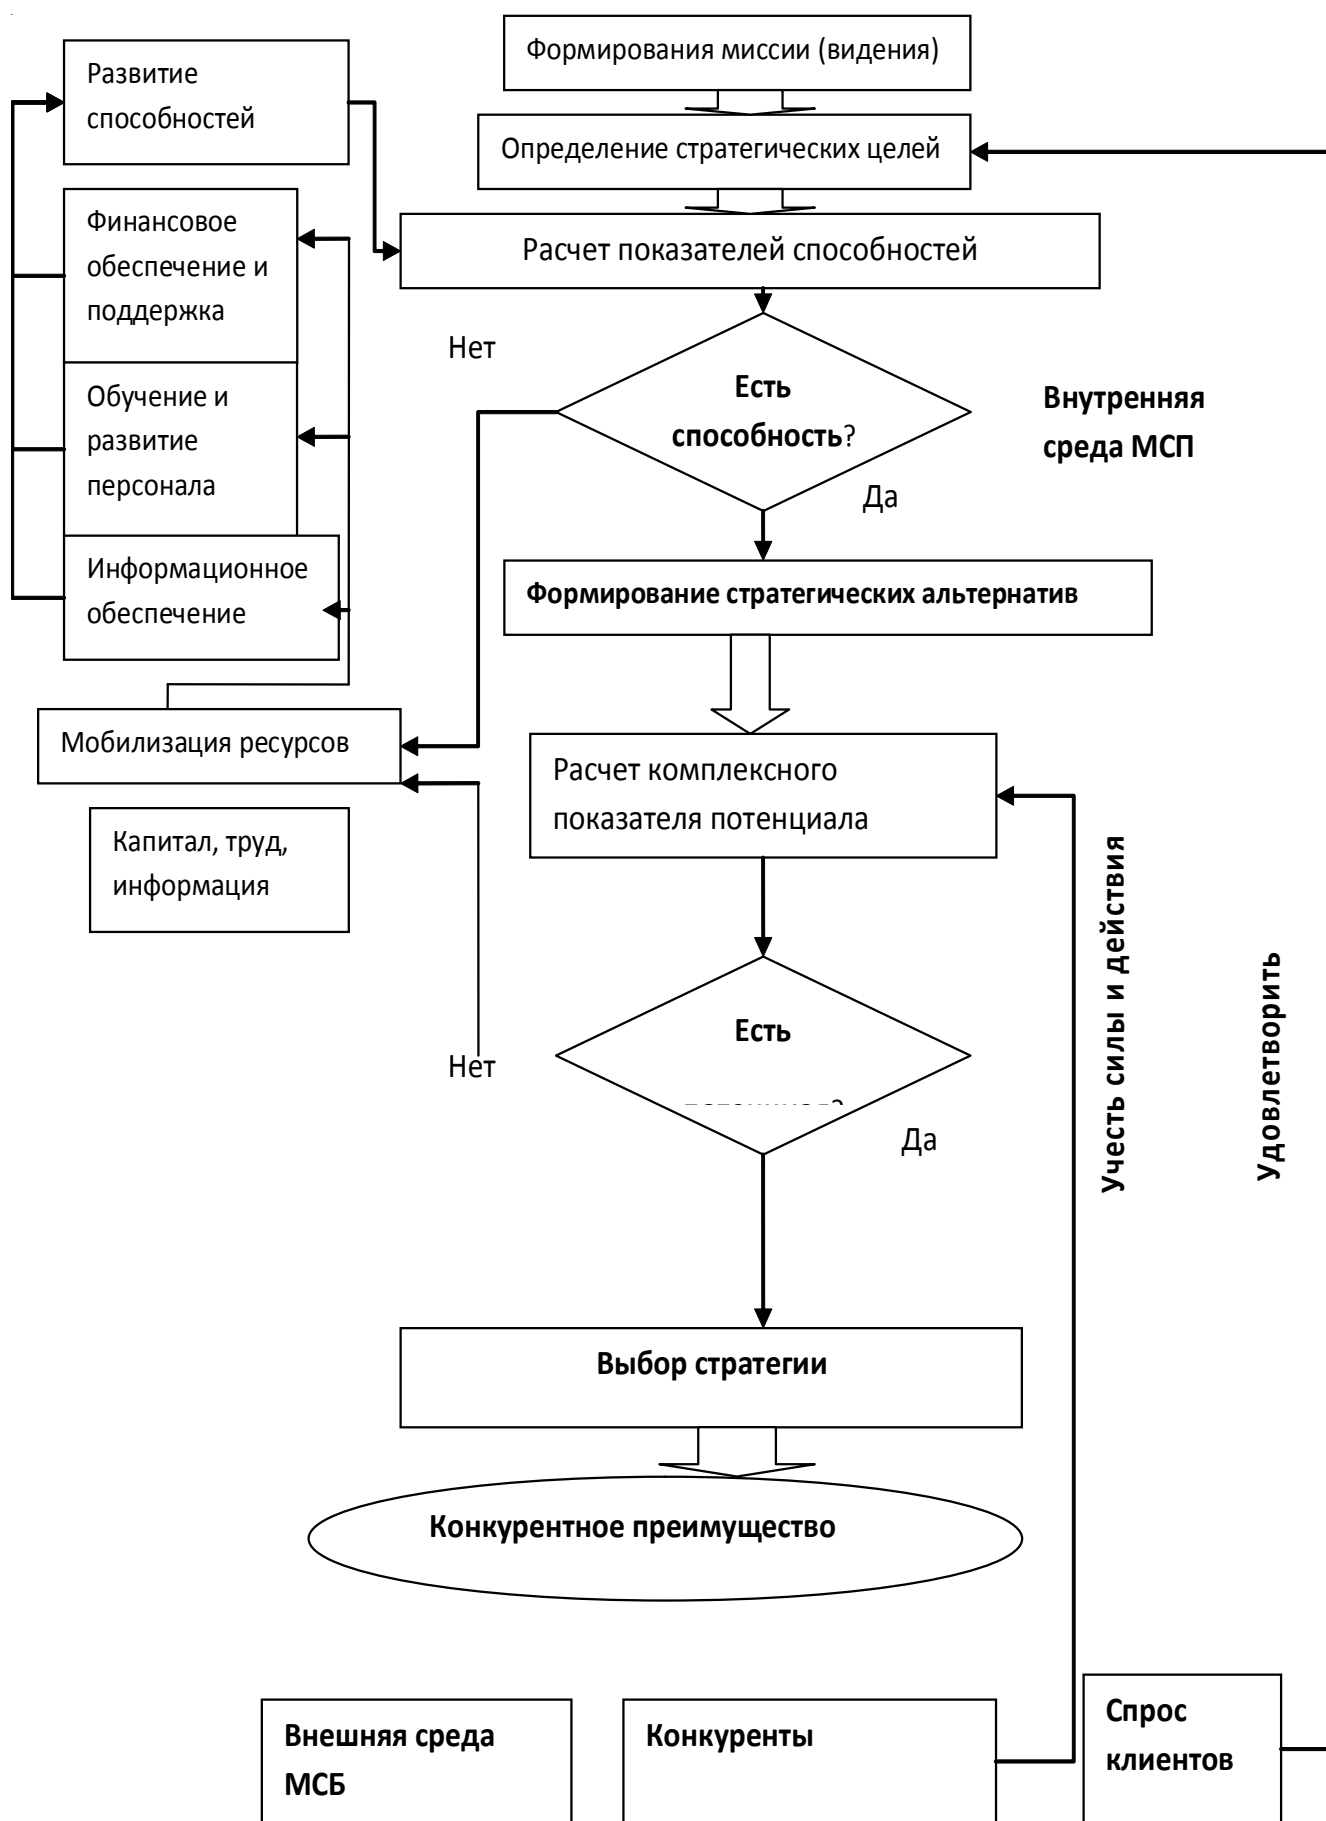 Формирования миссии (видения)
Развитие
способностей
Определение стратегических целей
Финансовое
обеспечение и
поддержка
Расчет показателей способностей
Нет
Есть
способность?
Внутренняя
среда МСП
Обучение и
развитие
персонала
Да
Информационное
обеспечение
Формирование стратегических альтернатив
Мобилизация ресурсов
Расчет комплексного
показателя потенциала
Капитал, труд,
информация
Учесть силы и действия
Удовлетворить
Есть
Нет
Да
Выбор стратегии
Конкурентное преимущество
Внешняя среда
МСБ
Конкуренты
Спрос
клиентов